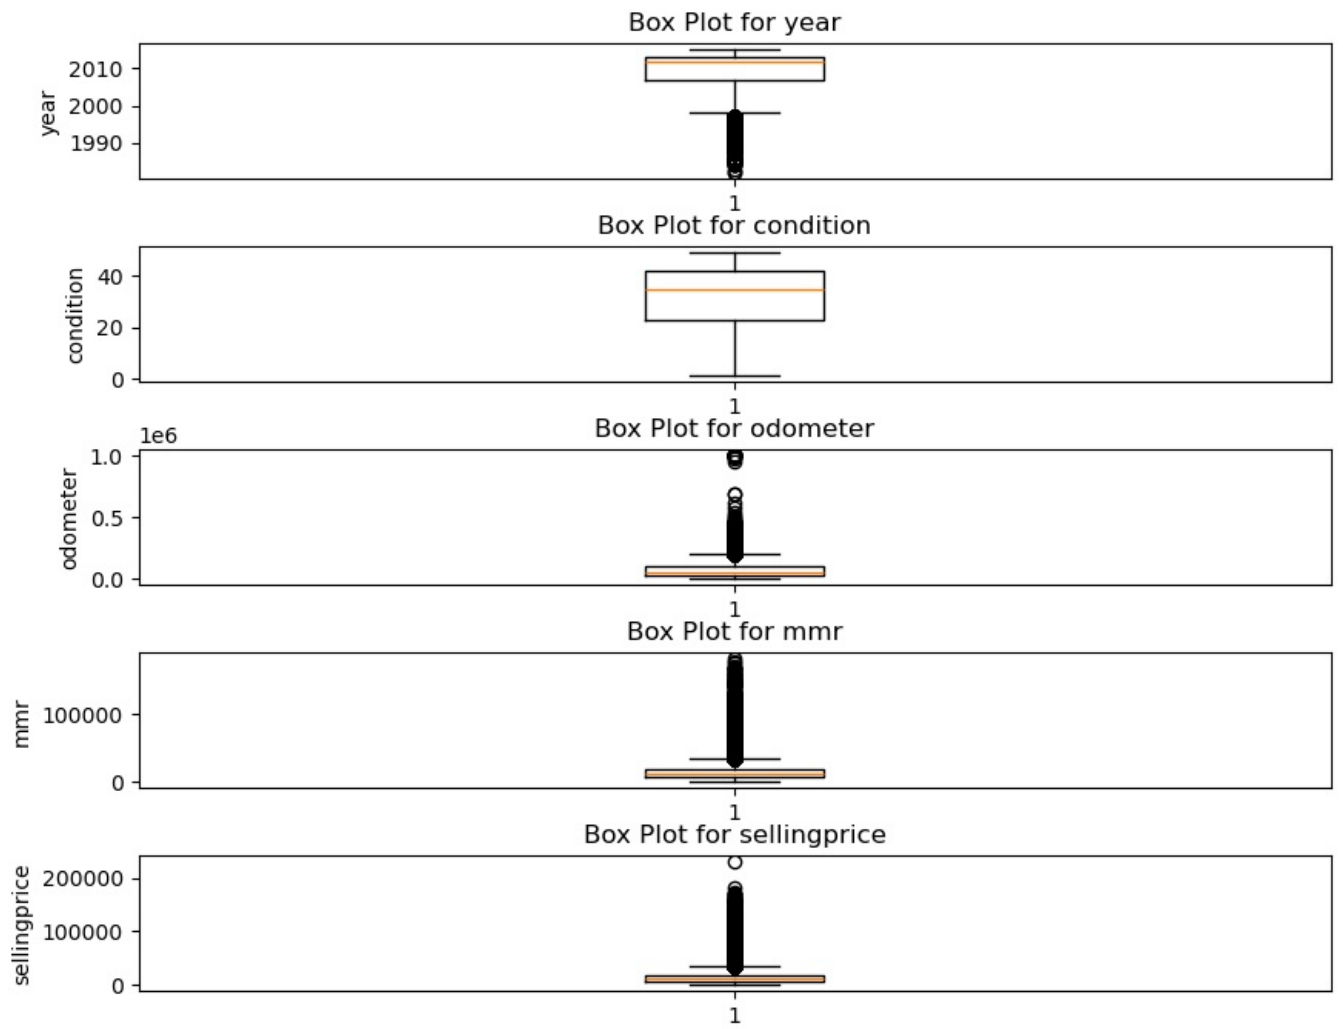 Box Plot for year
2010
2000
1990
year
1
Box Plot for condition
40
20
0
condition
1
Box Plot for odometer
1e6
1.0
0.5
0.0
odometer
1
Box Plot for mmr
100000
0
mmr
1
Box Plot for sellingprice
200000
100000
0
sellingprice
1